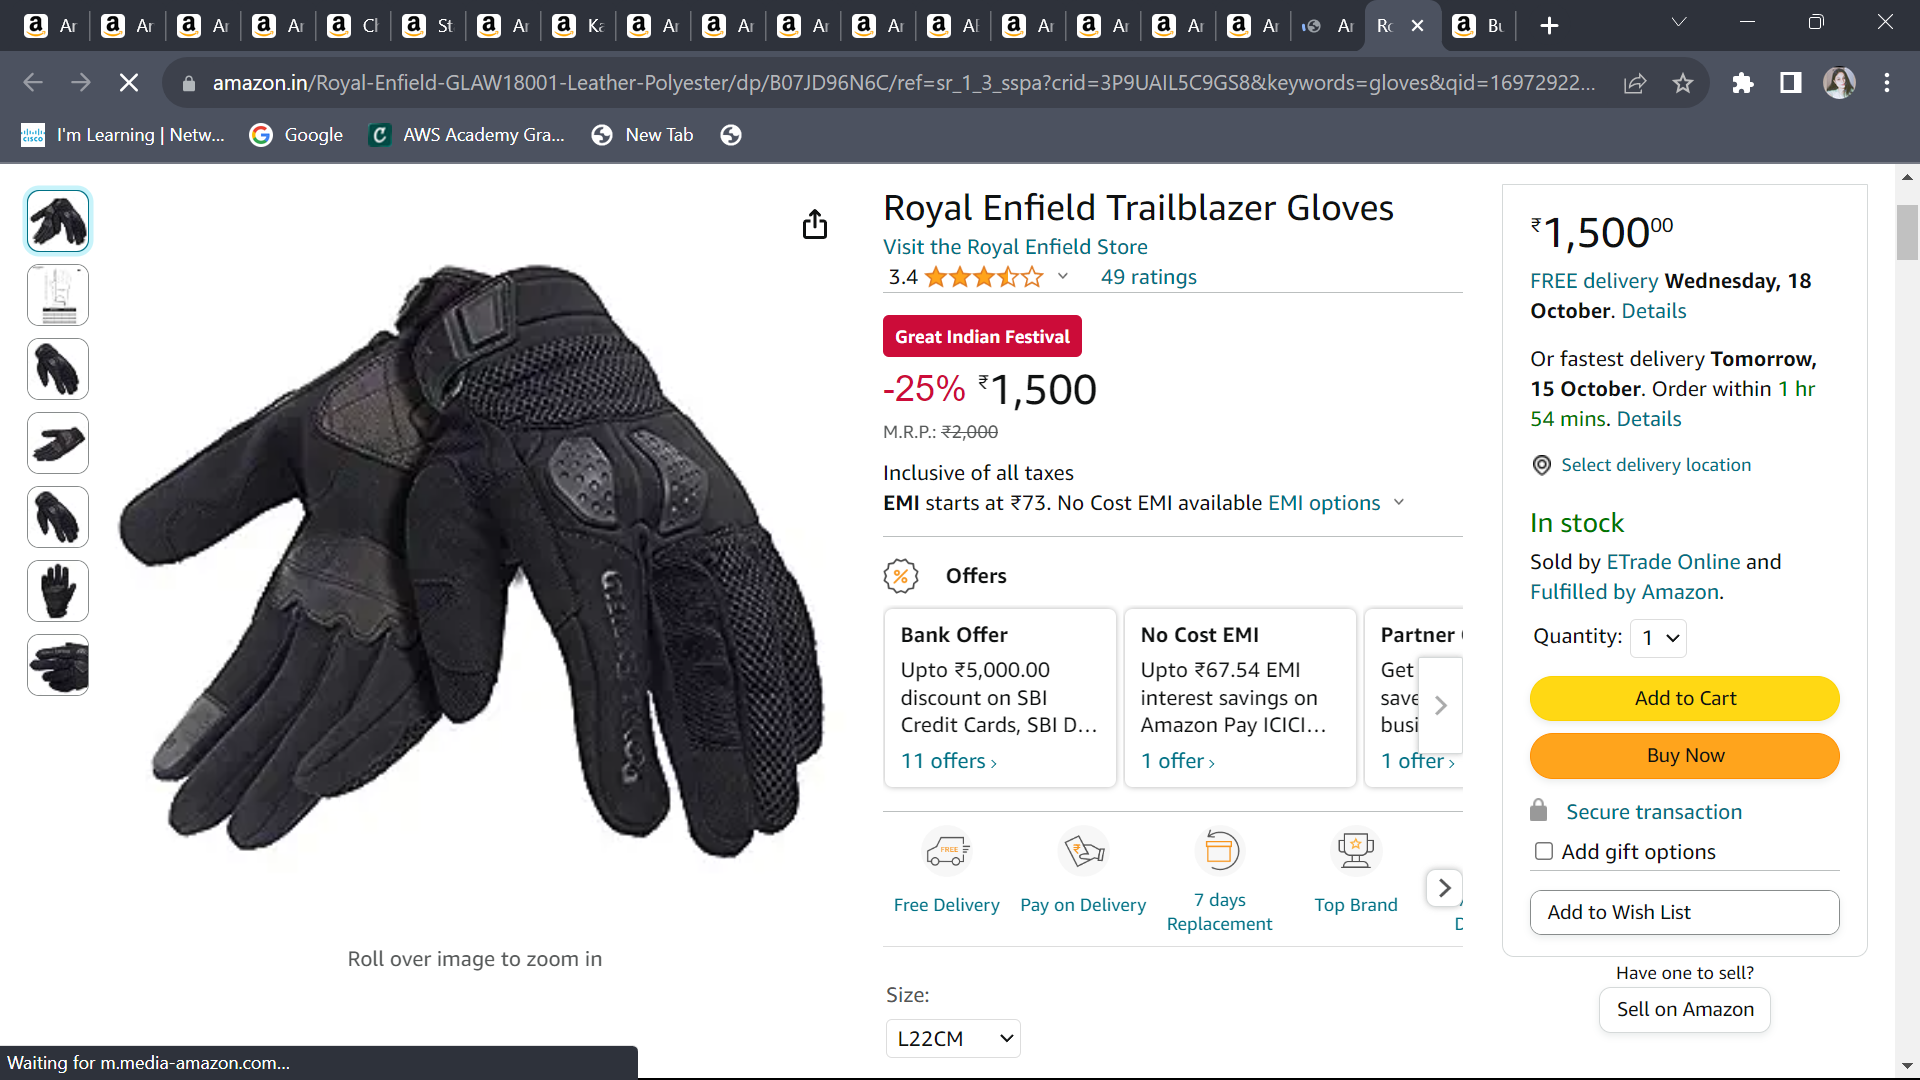 Ar
Ar
Ar
Ar
Cl
St
Ar
Ka
Ar
Ar
Ar
Ar
Al
Ar
Ar
Ar
Ar
Ar
Ro
Bu
amazon.in/Royal-Enfield-GLAW18001-Leather-Polyester/dp/B07JD96N6C/ref=sr_1_3_sspa?crid=3P9UAIL5C9GS8&keywords=gloves&qid=16972922...
I'm Learning | Netw...
Google
AWS Academy Gra...
New Tab
Royal Enfield Trailblazer Gloves
Visit the Royal Enfield Store
3.4
49 ratings
Great Indian Festival
-25% ₹1,500
M.R.P.: ₹2,000
Inclusive of all taxes
EMI starts at ₹73. No Cost EMI available EMI options
Offers
Bank Offer
Upto ₹5,000.00
discount on SBI
Credit Cards, SBI D...
11 offers ›
No Cost EMI
Upto ₹67.54 EMI
interest savings on
Amazon Pay ICICI...
1 offer ›
Partner
Get
save
busi
1 offer ›
FREE
Free Delivery
Pay on Delivery
7 days
Replacement
Top Brand
Size:
L22CM
Roll over image to zoom in
₹1,500 00
FREE delivery Wednesday, 18
October. Details
Or fastest delivery Tomorrow,
15 October. Order within 1 hr
54 mins. Details
Select delivery location
In stock
Sold by ETrade Online and
Fulfilled by Amazon.
Quantity: 1
Add to Cart
Buy Now
Secure transaction
Add gift options
Add to Wish List
Have one to sell?
Sell on Amazon
Waiting for m.media-amazon.com...